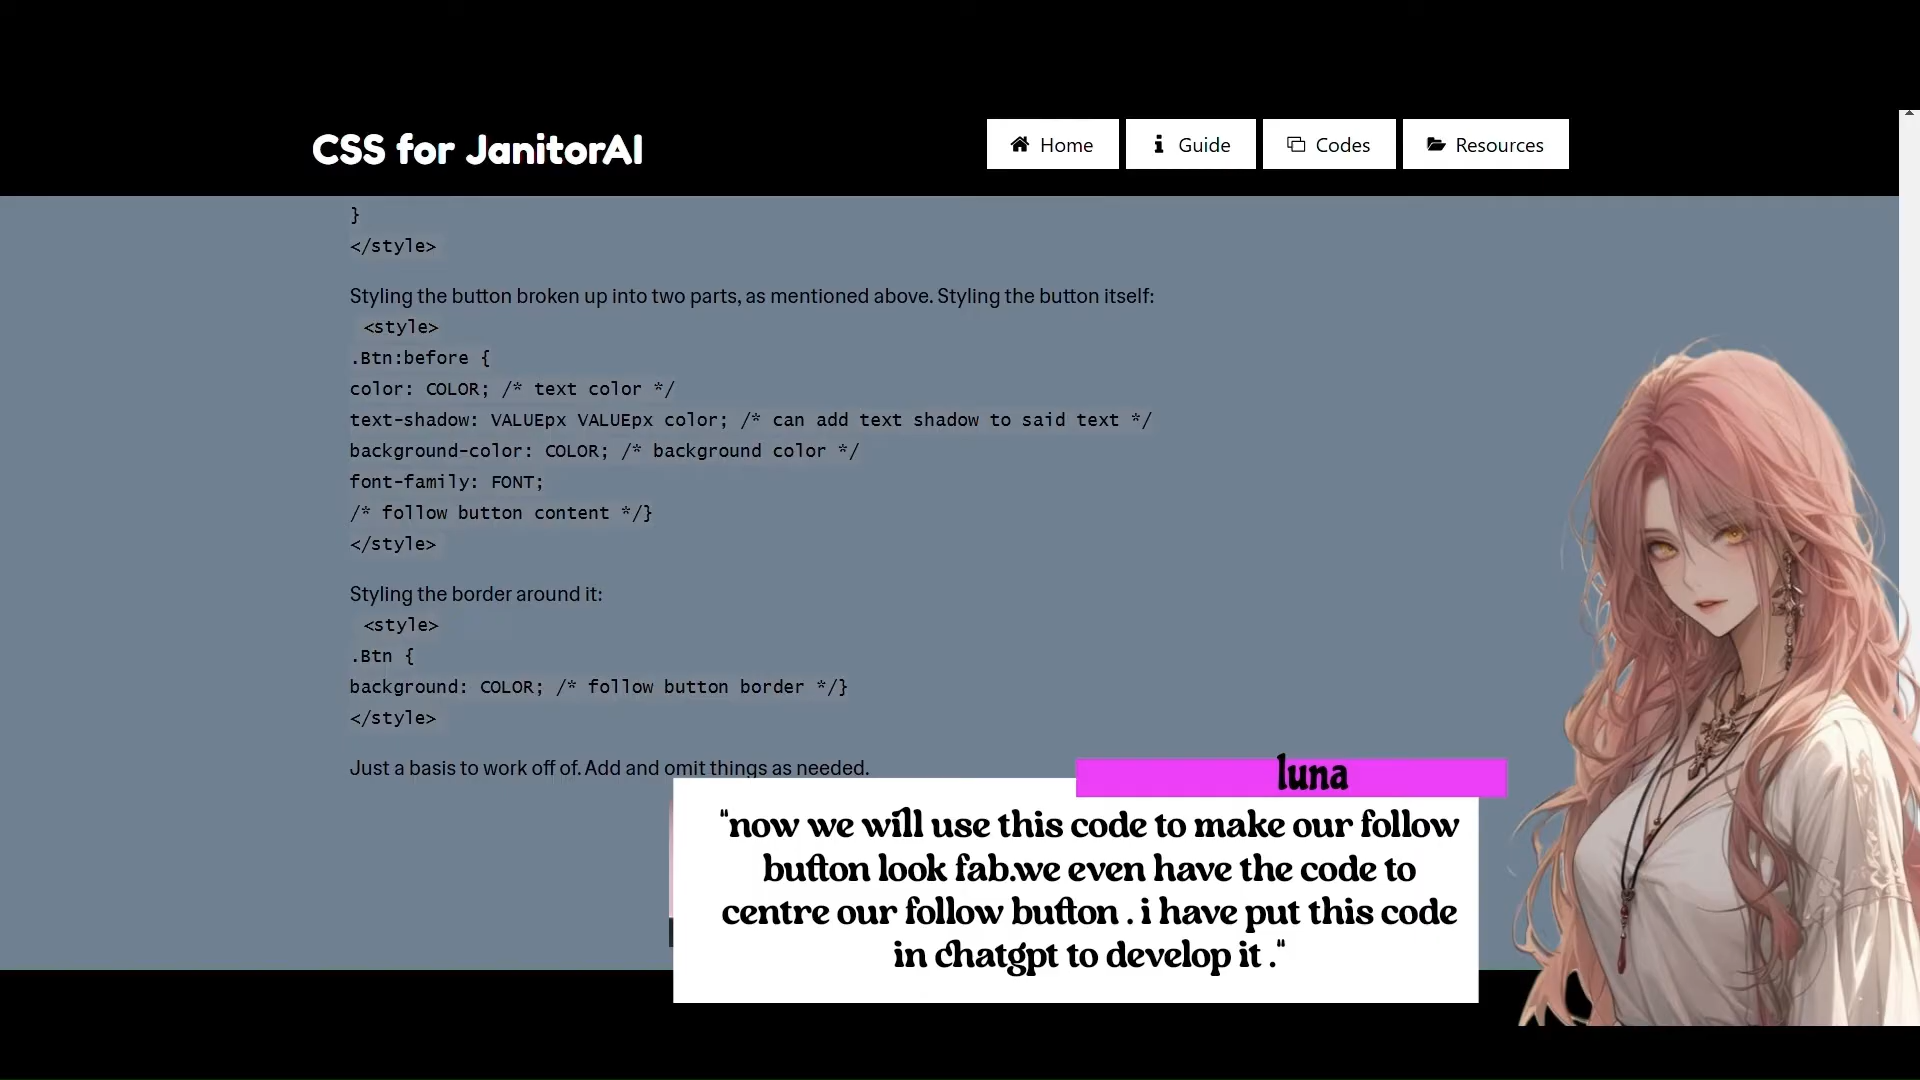 CSS for JanitorAI
Home
Guide
Codes
Resources
}
</style>
Styling the button broken up into two parts, as mentioned above. Styling the button itself:
<style>
.Btn:before {
color: COLOR; /* text color */
text-shadow: VALUEpx VALUEpx color; /* can add text shadow to said text */
background-color: COLOR; /* background color */
font-family: FONT;
/* follow button content */}
</style>
Styling the border around it:
<style>
.Btn {
background: COLOR; /* follow button border */}
</style>
Just a basis to work off of. Add and omit things as needed.
luna
"now we will use this code to make our follow
button look fab.we even have the code to
centre our follow button . i have put this code
in chatgpt to develop it ."